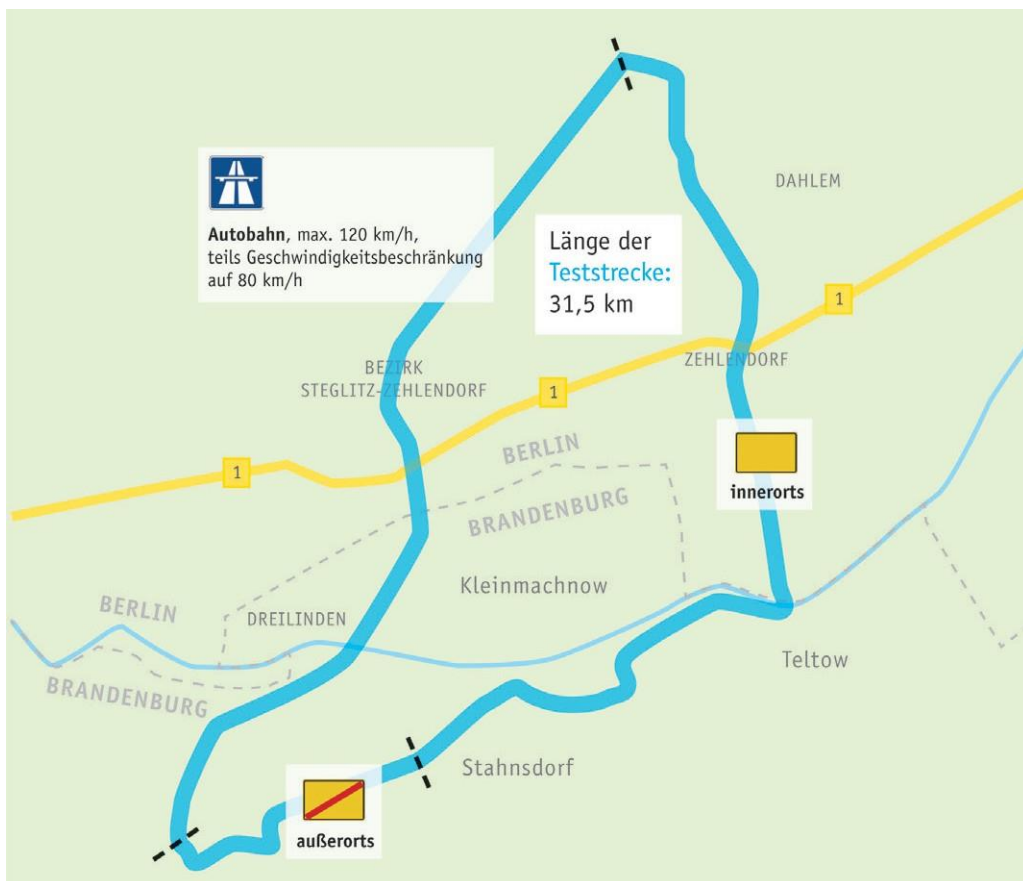 DAHLEM
Autobahn, max. 120 km/h,
teils Geschwindigkeitsbeschränkung
auf 80 km/h
Länge der
Teststrecke:
31,5 km
1
ZEHLENDORF
BEZIRK
STEGLITZ-ZEHLENDORF
1
1
BERLIN
BRANDENBURG
innerorts
Kleinmachnow
BERLIN
DREILINDEN
BRANDENBURG
Teltow
Stahnsdorf
außerorts